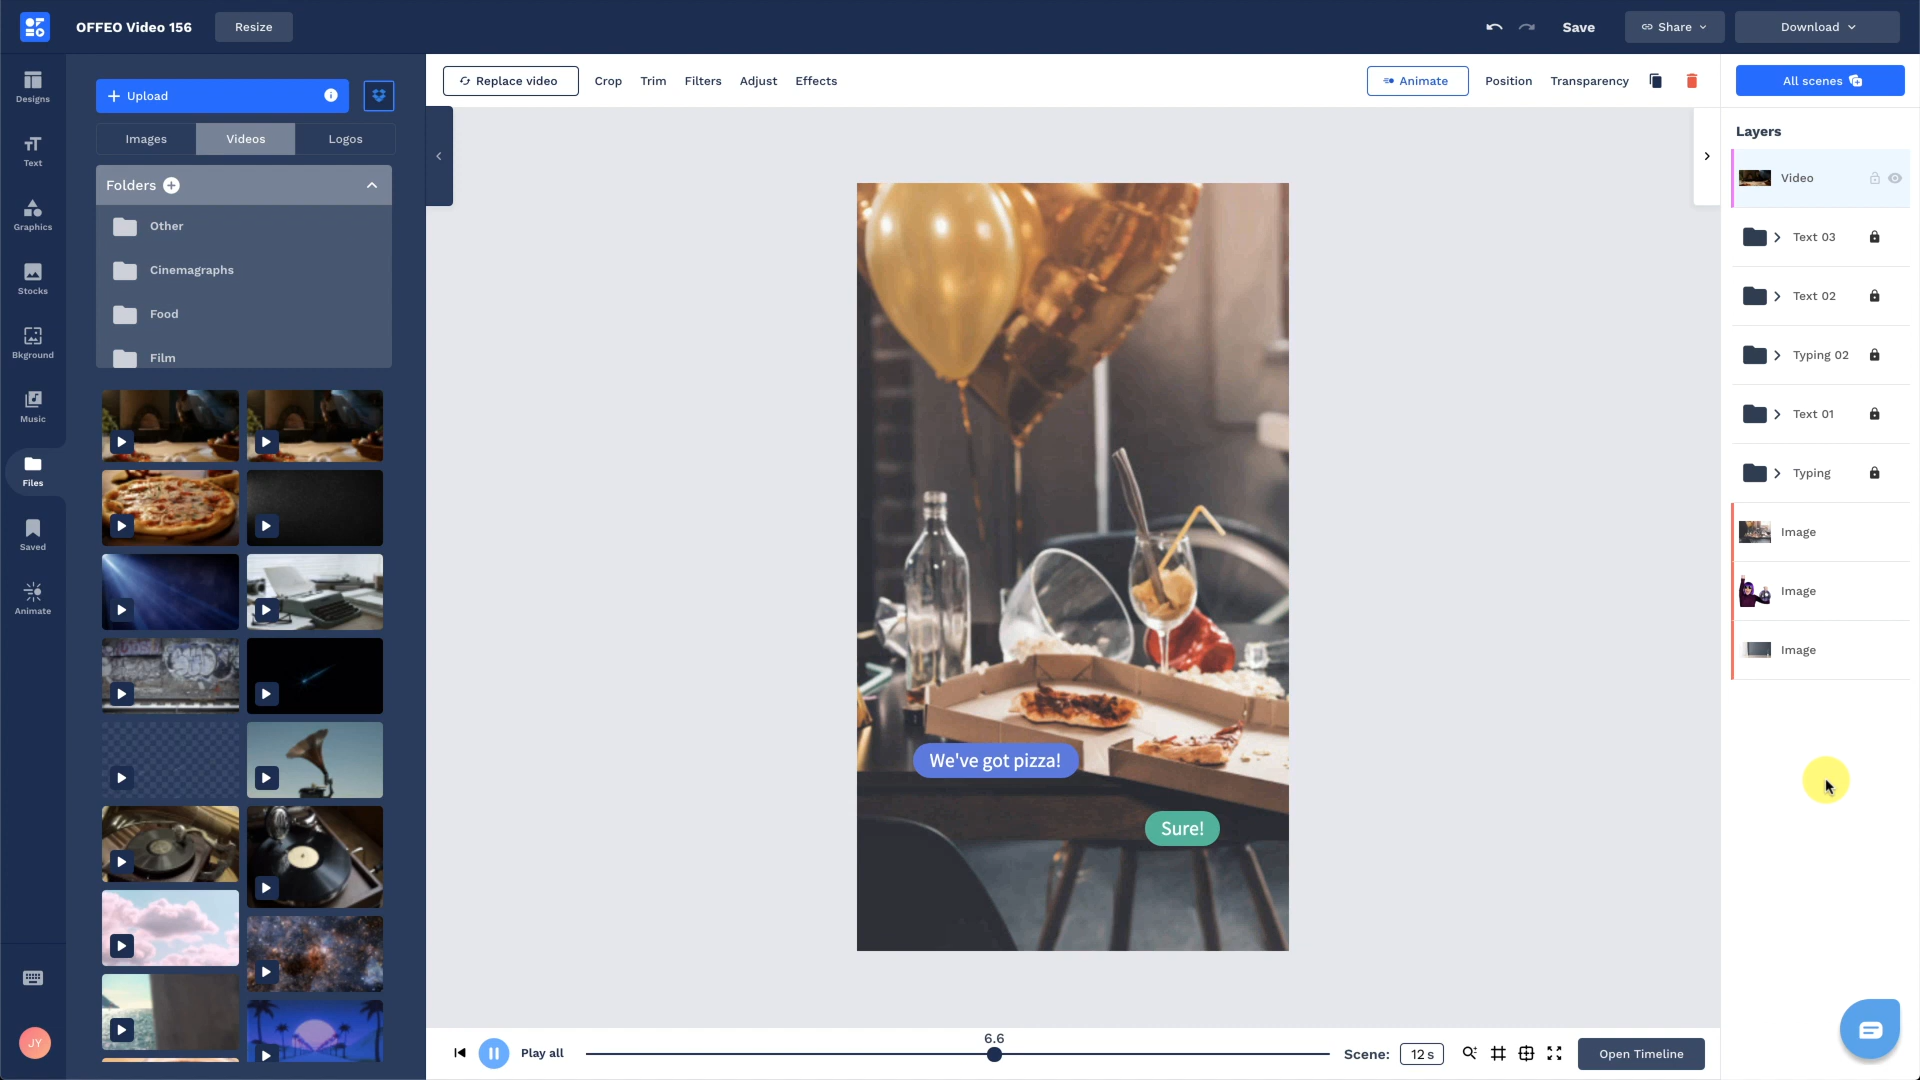 OFFEO Video 156
Resize
Save
Share
Download
Designs
Text
Graphics
Stocks
Bkground
Music
Files
Saved
Animate
JY
Upload
Images Videos Logos
Folders
Other
Cinemagraphs
Food
Film
Replace video Crop Trim Filters Adjust Effects
Animate Position Transparency
We've got pizza!
Sure!
All scenes
Layers
Video
Text 03
Text 02
Typing 02
Text 01
Typing
Image
Image
Image
6.6
Play all
Scene: 12 s
Open Timeline